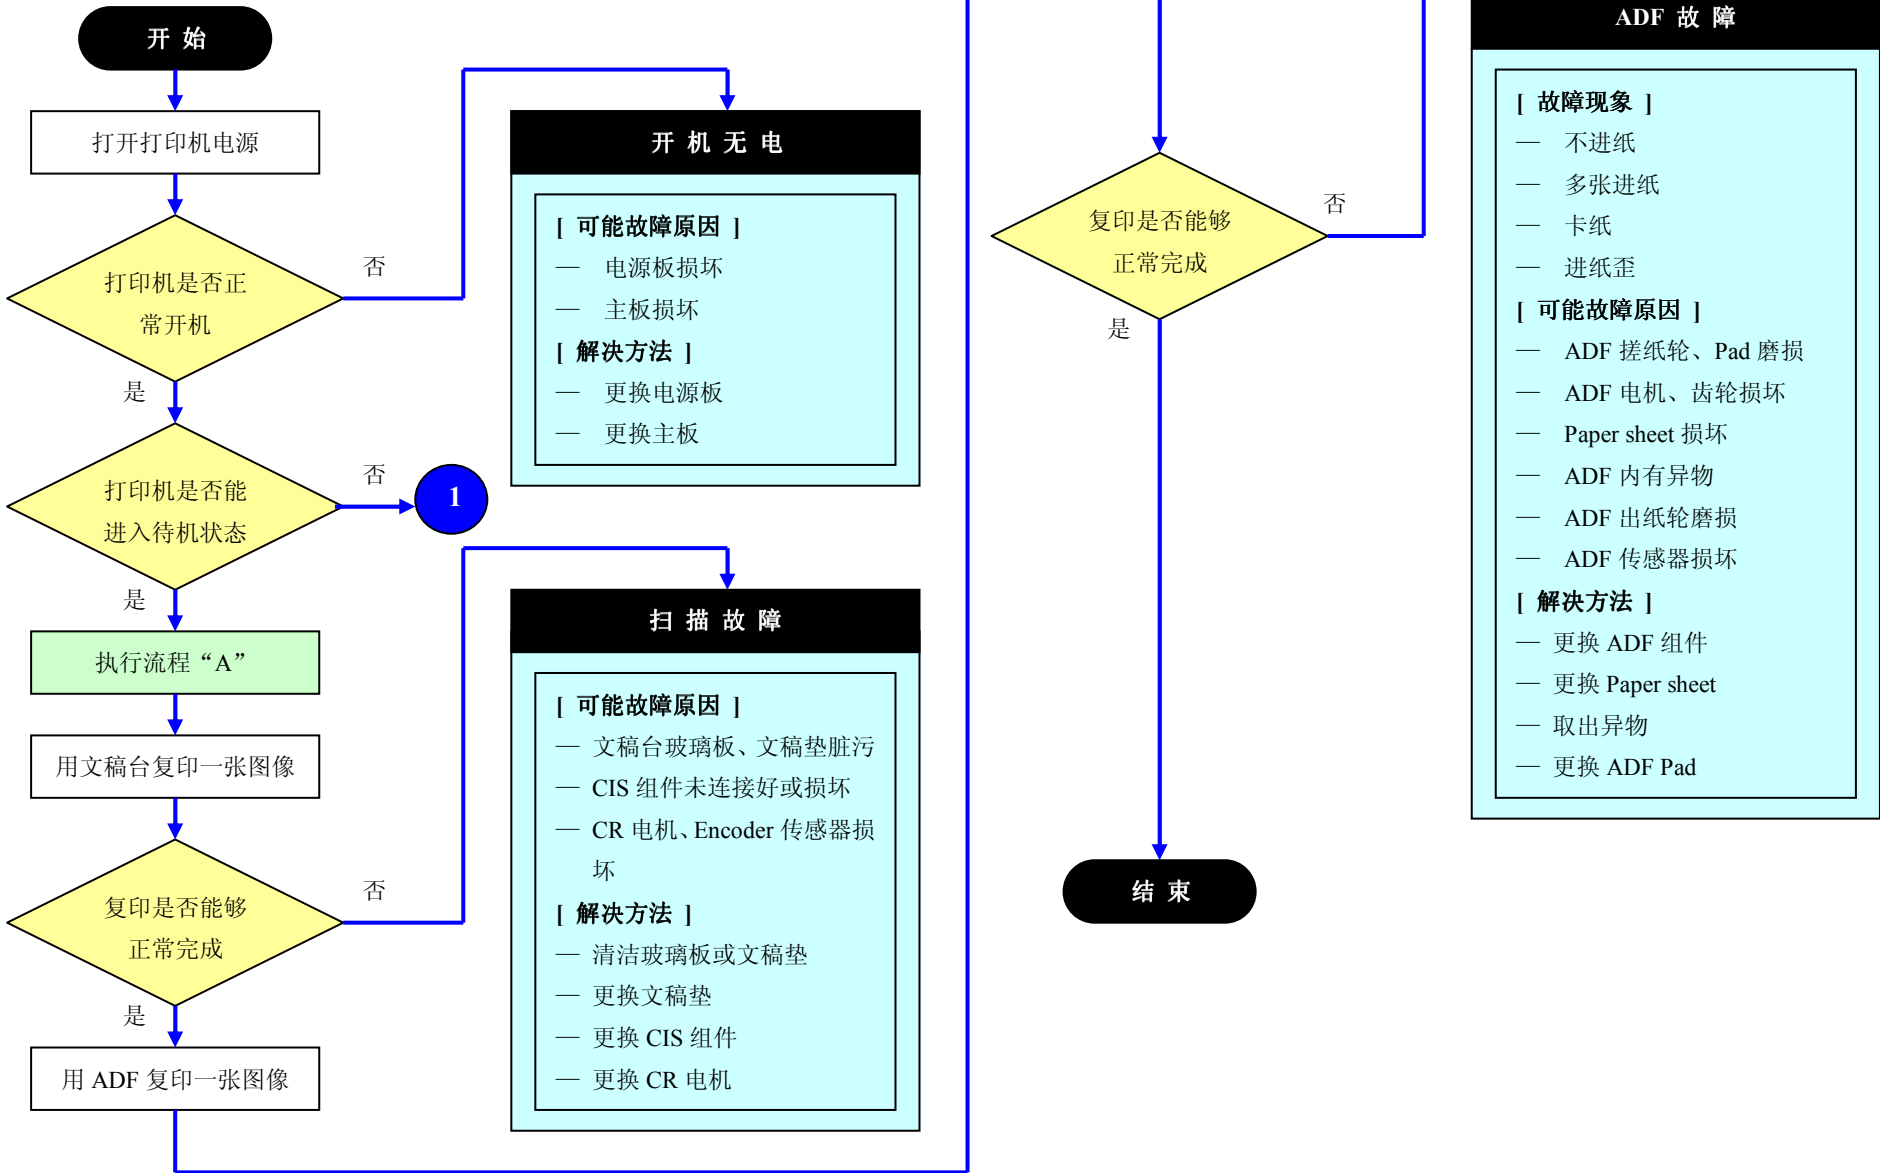 开 始
打开打印机电源
打印机是否正
常开机
否
是
打印机是否能
进入待机状态
否
1
是
执行流程“A”
用文稿台复印一张图像
复印是否能够
正常完成
否
是
用 ADF 复印一张图像
开 机 无 电
[ 可能故障原因 ]
— 电源板损坏
— 主板损坏
[ 解决方法 ]
— 更换电源板
— 更换主板
扫 描 故 障
[ 可能故障原因 ]
— 文稿台玻璃板、文稿垫脏污
— CIS 组件未连接好或损坏
— CR 电机、Encoder 传感器损
坏
[ 解决方法 ]
— 清洁玻璃板或文稿垫
— 更换文稿垫
— 更换 CIS 组件
— 更换 CR 电机
复印是否能够
正常完成
否
是
结 束
ADF 故 障
[ 故障现象 ]
— 不进纸
— 多张进纸
— 卡纸
— 进纸歪
[ 可能故障原因 ]
— ADF 搓纸轮、Pad 磨损
— ADF 电机、齿轮损坏
— Paper sheet 损坏
— ADF 内有异物
— ADF 出纸轮磨损
— ADF 传感器损坏
[ 解决方法 ]
— 更换 ADF 组件
— 更换 Paper sheet
— 取出异物
— 更换 ADF Pad